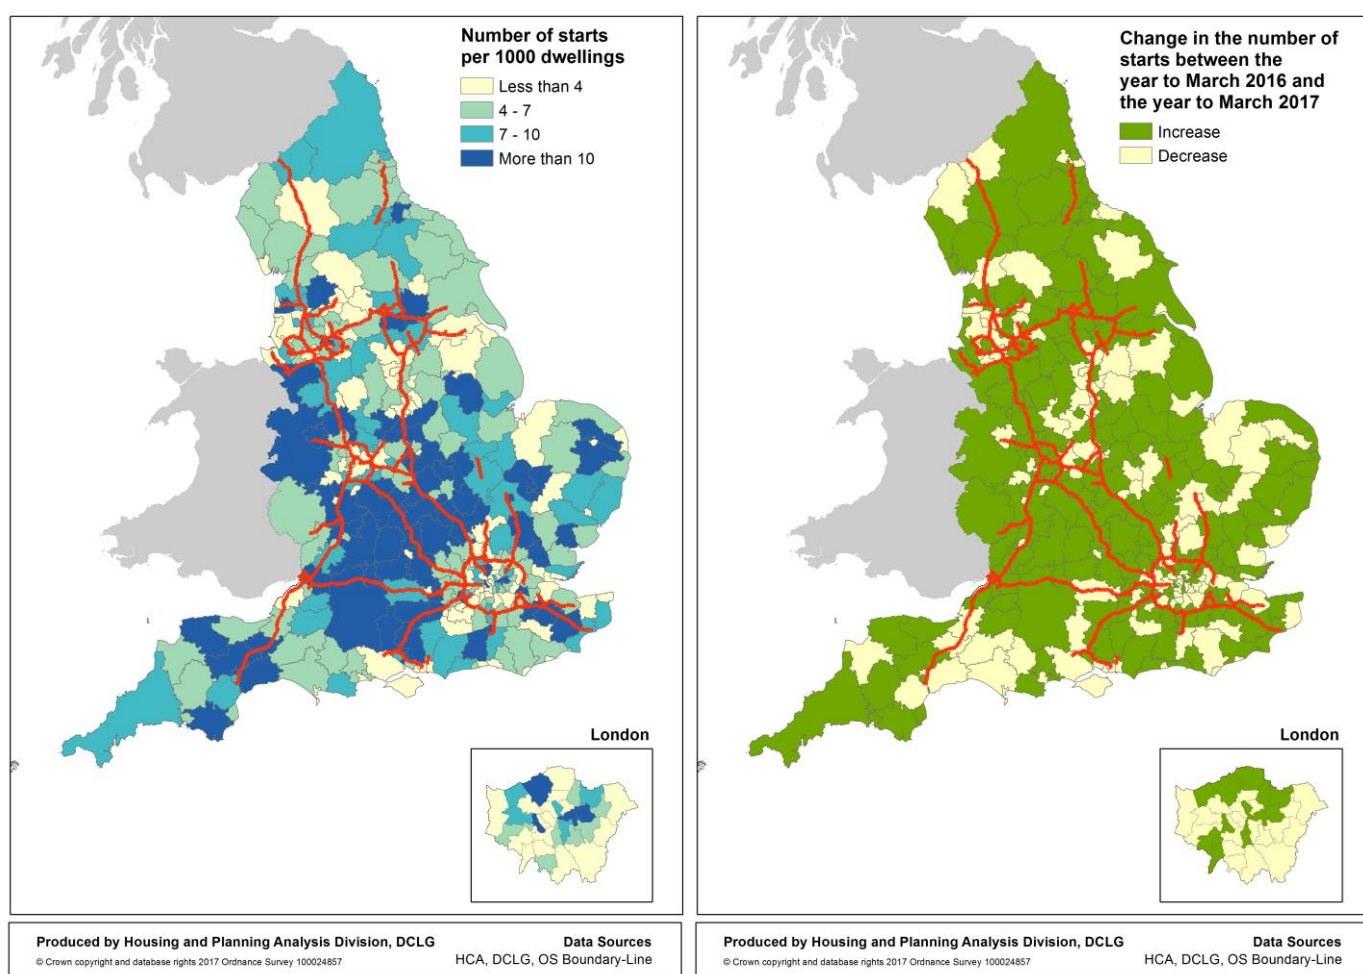 Number of starts
per 1000 dwellings
Less than 4
4 - 7
7 - 10
More than 10
London
Produced by Housing and Planning Analysis Division, DCLG
Data Sources
© Crown copyright and database rights 2017 Ordnance Survey 100024857
HCA, DCLG, OS Boundary-Line
Change in the number of
starts between the
year to March 2016 and
the year to March 2017
Increase
Decrease
London
Produced by Housing and Planning Analysis Division, DCLG
Data Sources
© Crown copyright and database rights 2017 Ordnance Survey 100024857
HCA, DCLG, OS Boundary-Line